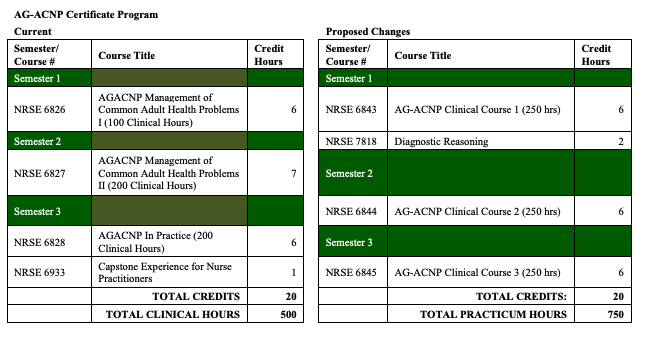 AG-ACNP Certificate Program
Current
Semester/
Course #
Course Title
Credit
Hours
Semester 1
NRSE 6826
AGACNP Management of
Common Adult Health Problems
I (100 Clinical Hours)
6
Semester 2
NRSE 6827
AGACNP Management of
Common Adult Health Problems
II (200 Clinical Hours)
7
Semester 3
NRSE 6828
AGACNP In Practice (200
Clinical Hours)
6
NRSE 6933
Capstone Experience for Nurse
Practitioners
1
TOTAL CREDITS 20
TOTAL CLINICAL HOURS 500
Proposed Changes
Semester/
Course #
Course Title
Credit
Hours
Semester 1
NRSE 6843 AG-ACNP Clinical Course 1 (250 hrs) 6
NRSE 7818 Diagnostic Reasoning 2
Semester 2
NRSE 6844 AG-ACNP Clinical Course 2 (250 hrs) 6
Semester 3
NRSE 6845 AG-ACNP Clinical Course 3 (250 hrs) 6
TOTAL CREDITS: 20
TOTAL PRACTICUM HOURS 750